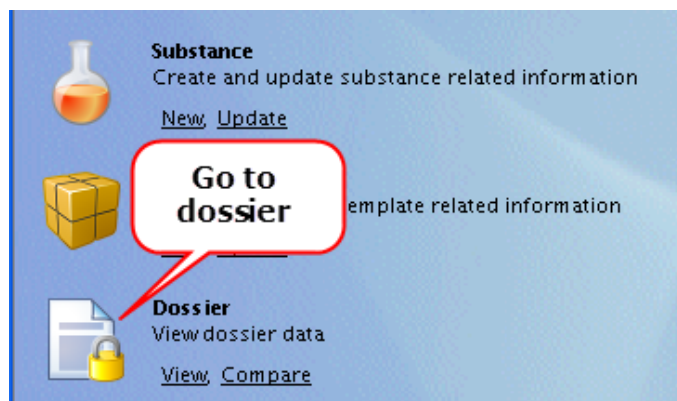 Substance
Create and update substance related information
New, Update
Go to
dossier
emplate related information
Dossier
View dossier data
View, Compare